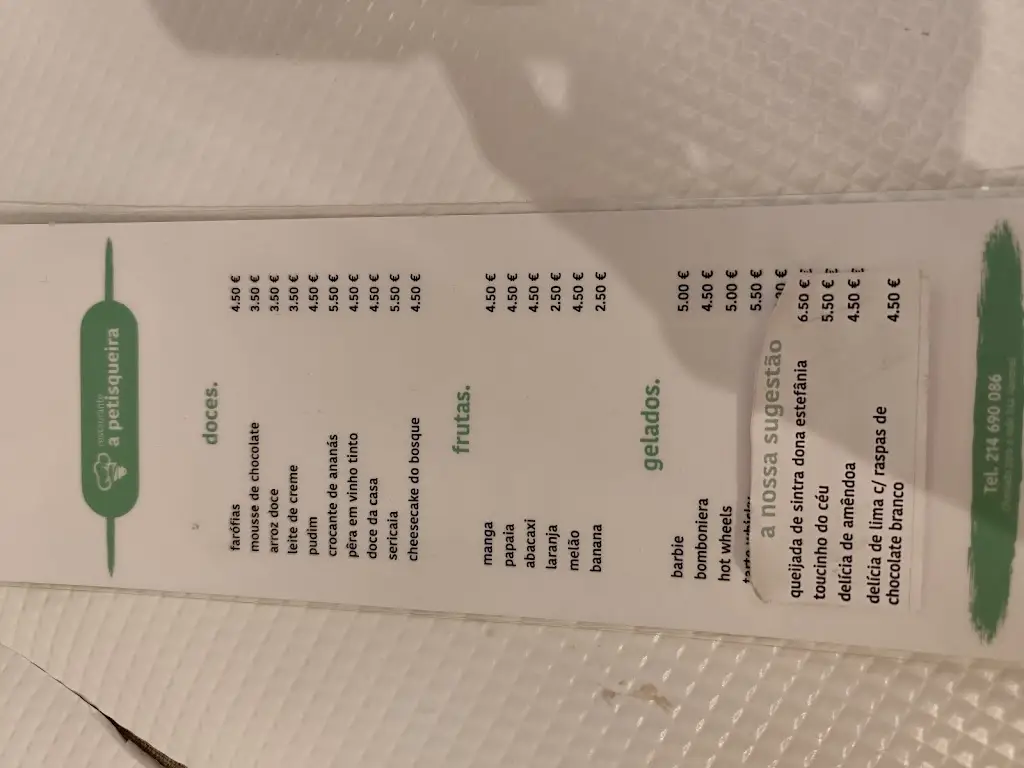 restaurante
a petisqueira
doces.
farófias 4.50 €
mousse de chocolate 3.50 €
arroz doce 3.50 €
leite de creme 3.50 €
pudim 4.50 €
crocante de ananás 5.50 €
pêra em vinho tinto 4.50 €
doce da casa 4.50 €
sericaia 5.50 €
cheesecake do bosque 4.50 €
frutas.
manga 4.50 €
papaia 4.50 €
abacaxi 4.50 €
laranja 2.50 €
melão 4.50 €
banana 2.50 €
gelados.
barbie 5.00 €
bomboniera 4.50 €
hot wheels 5.00 €
tarte whisky 5.50 €
a nossa sugestão
queijada de sintra dona estefânia 6.50 €
toucinho do céu 5.50 €
delícia de amêndoa 4.50 €
delícia de lima c/ raspas de
chocolate branco 4.50 €
Tel. 214 690 086